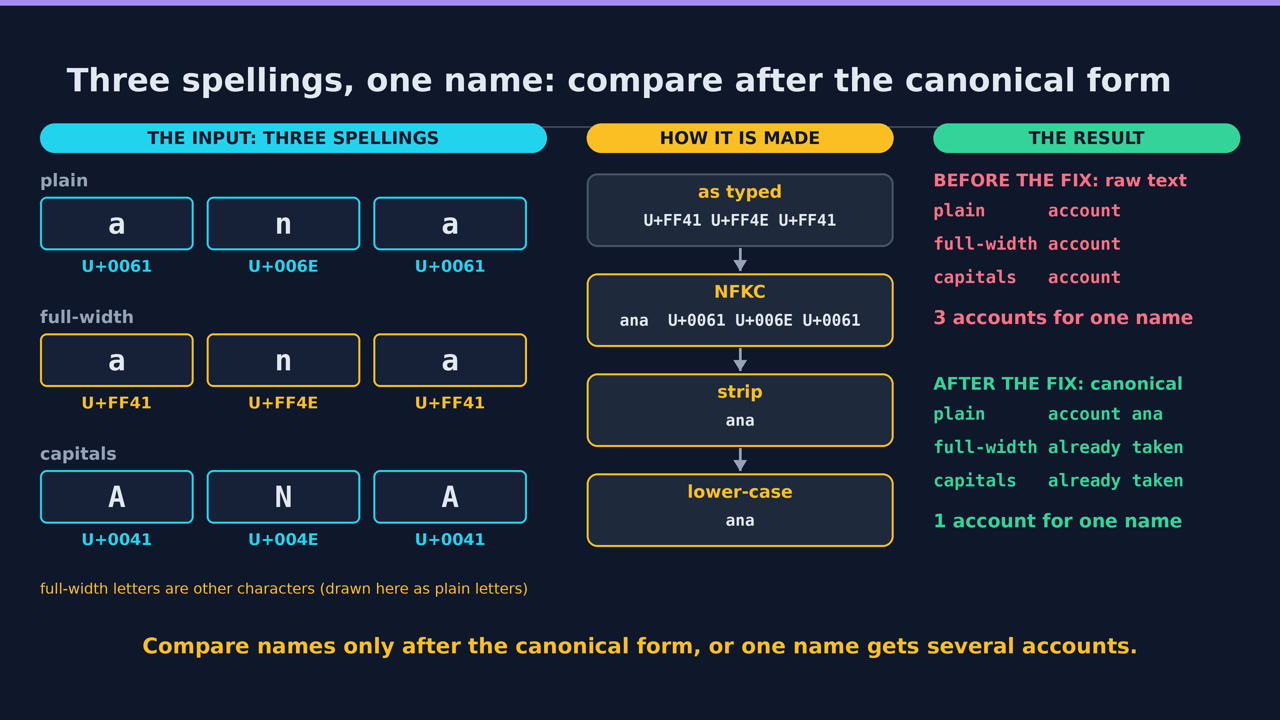 Three spellings, one name: compare after the canonical form
THE INPUT: THREE SPELLINGS
plain
a n a
U+0061 U+006E U+0061
full-width
a n a
U+FF41 U+FF4E U+FF41
capitals
A N A
U+0041 U+004E U+0041
full-width letters are other characters (drawn here as plain letters)
HOW IT IS MADE
as typed
U+FF41 U+FF4E U+FF41
NFKC
ana U+0061 U+006E U+0061
strip
ana
lower-case
ana
THE RESULT
BEFORE THE FIX: raw text
plain account
full-width account
capitals account
3 accounts for one name
AFTER THE FIX: canonical
plain account ana
full-width already taken
capitals already taken
1 account for one name
Compare names only after the canonical form, or one name gets several accounts.